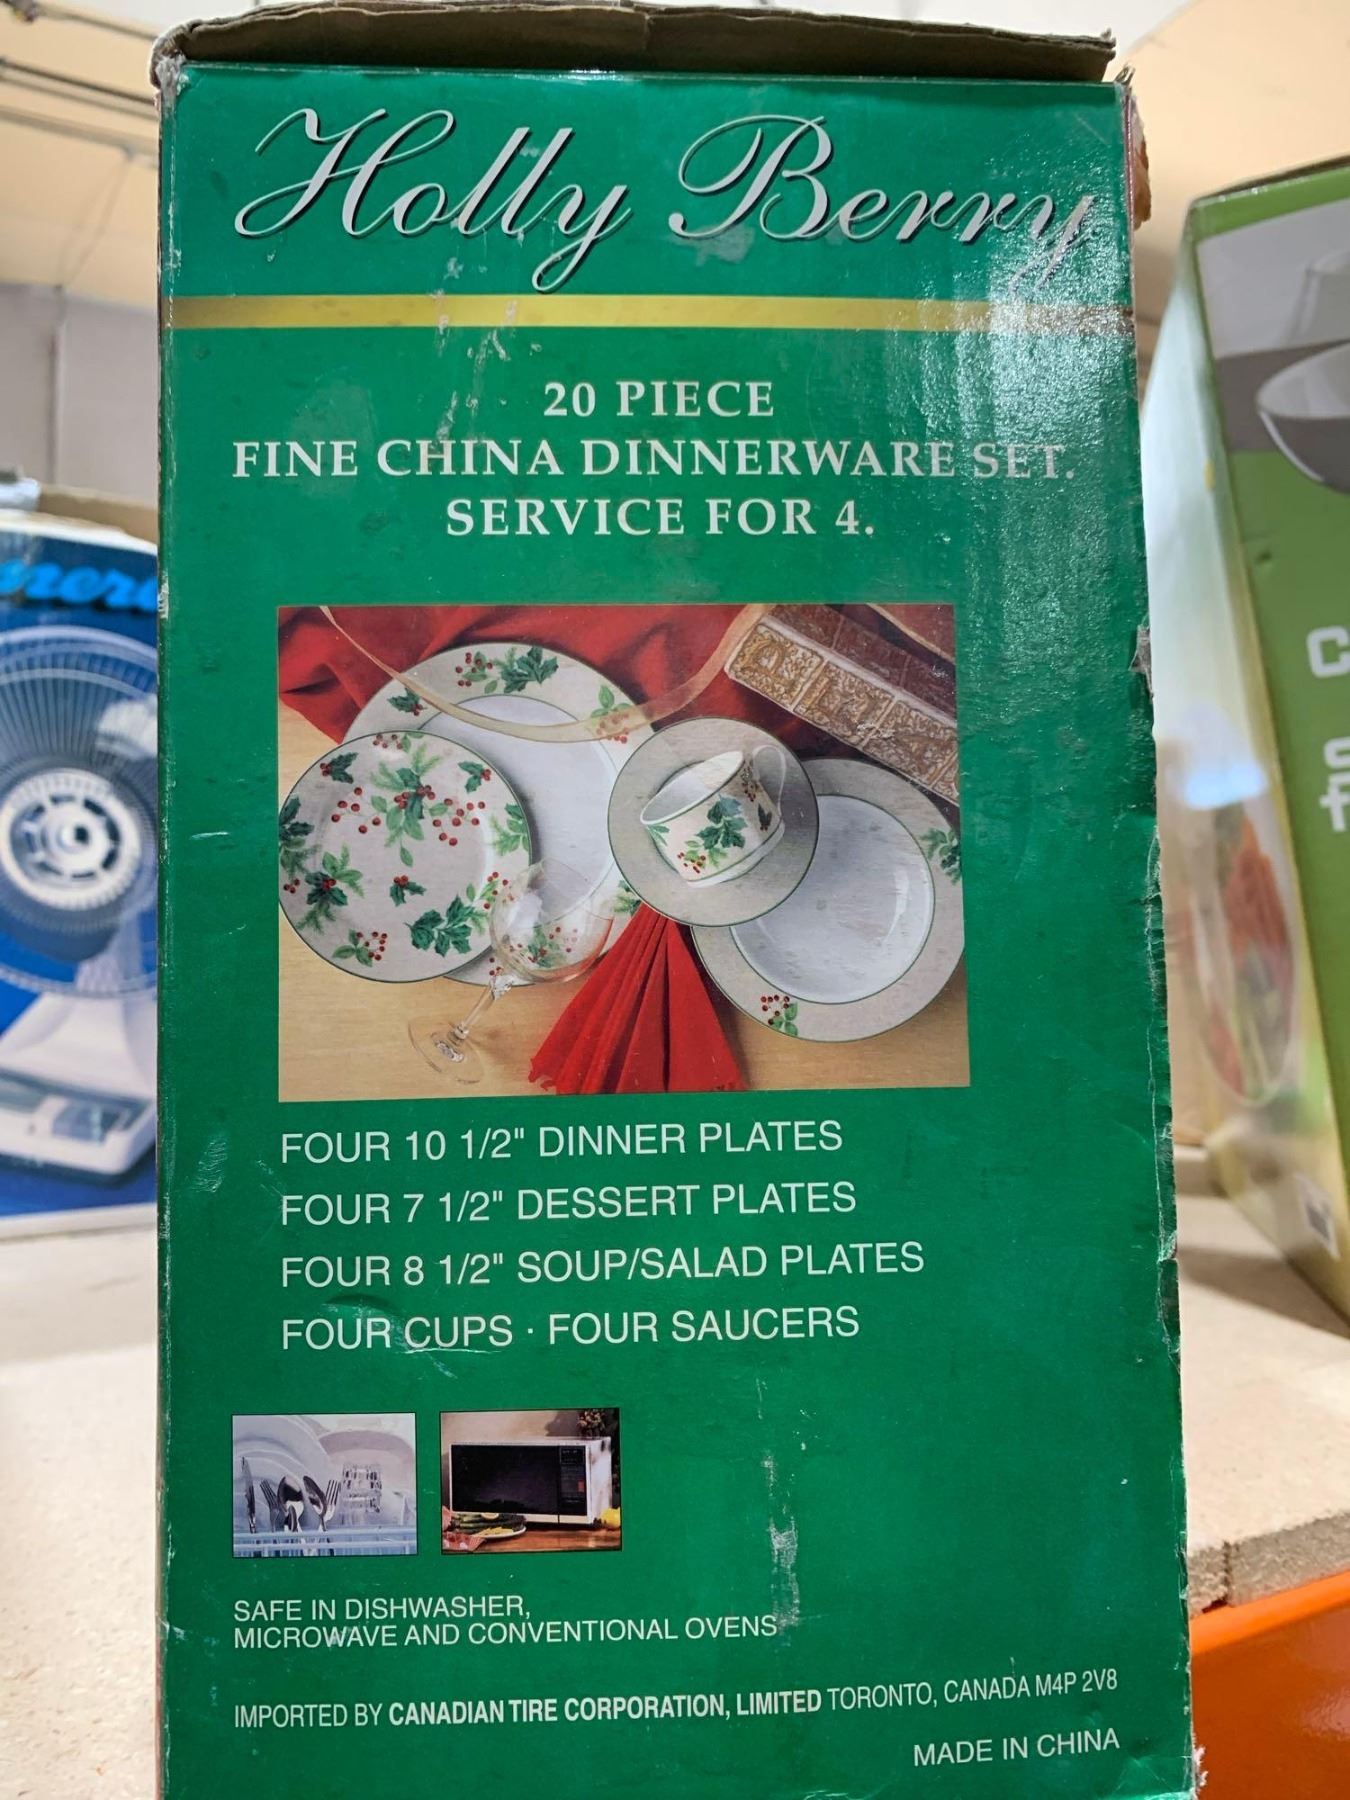 Holly Berry
20 PIECE
FINE CHINA DINNERWARE SET.
SERVICE FOR 4.
FOUR 10 1/2" DINNER PLATES
FOUR 7 1/2" DESSERT PLATES
FOUR 8 1/2" SOUP/SALAD PLATES
FOUR CUPS · FOUR SAUCERS
SAFE IN DISHWASHER,
MICROWAVE AND CONVENTIONAL OVENS
IMPORTED BY CANADIAN TIRE CORPORATION, LIMITED TORONTO, CANADA M4P 2V8
MADE IN CHINA